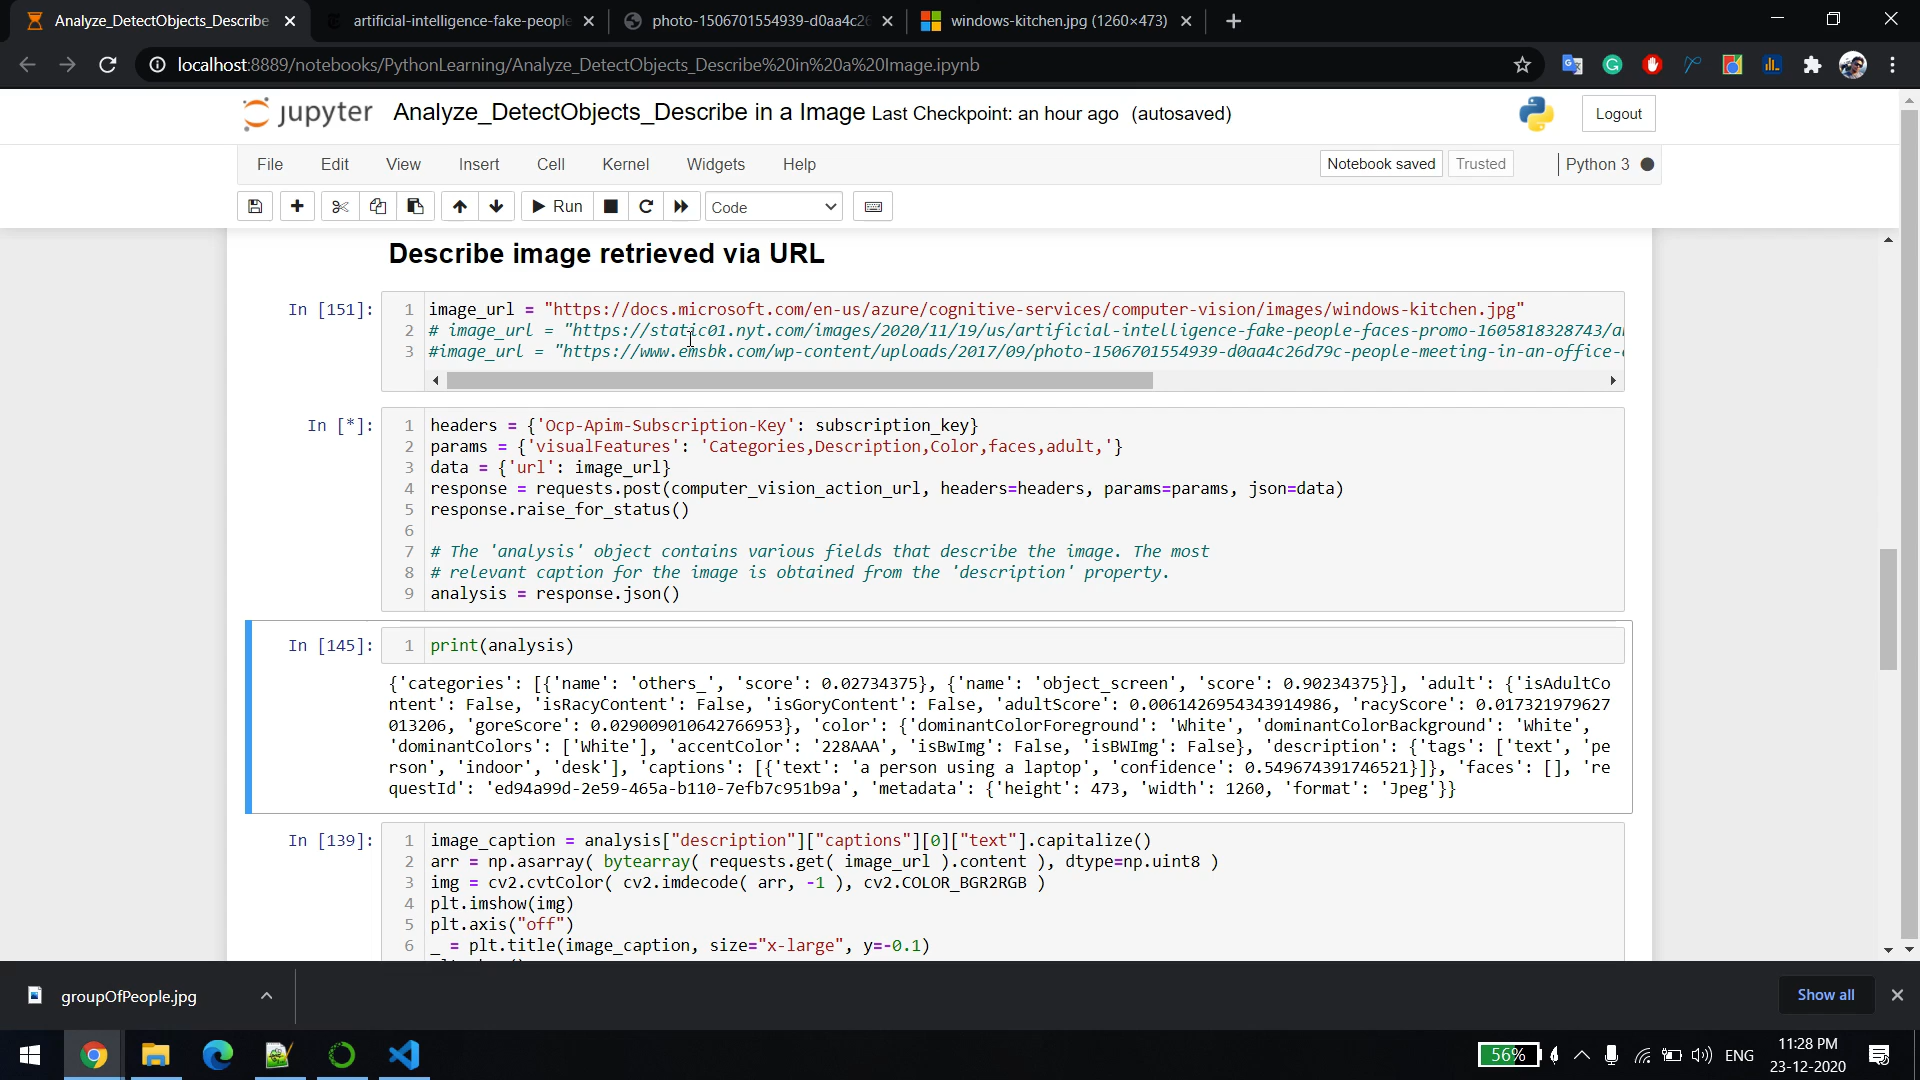 Analyze_DetectObjects_Describe
artificial-intelligence-fake-people
photo-1506701554939-d0aa4c26
windows-kitchen.jpg (1260×473)
localhost:8889/notebooks/PythonLearning/Analyze_DetectObjects_Describe%20in%20a%20Image.ipynb
jupyter Analyze_DetectObjects_Describe in a Image Last Checkpoint: an hour ago (autosaved)
Logout
File Edit View Insert Cell Kernel Widgets Help
Notebook saved Trusted Python 3
Run Code
Describe image retrieved via URL
In [151]:
1 image_url = "https://docs.microsoft.com/en-us/azure/cognitive-services/computer-vision/images/windows-kitchen.jpg"
2 # image_url = "https://static01.nyt.com/images/2020/11/19/us/artificial-intelligence-fake-people-faces-promo-1605818328743/a
3 #image_url = "https://www.emsbk.com/wp-content/uploads/2017/09/photo-1506701554939-d0aa4c26d79c-people-meeting-in-an-office-
In [*]:
1 headers = {'Ocp-Apim-Subscription-Key': subscription_key}
2 params = {'visualFeatures': 'Categories,Description,Color,faces,adult,'}
3 data = {'url': image_url}
4 response = requests.post(computer_vision_action_url, headers=headers, params=params, json=data)
5 response.raise_for_status()
6
7 # The 'analysis' object contains various fields that describe the image. The most
8 # relevant caption for the image is obtained from the 'description' property.
9 analysis = response.json()
In [145]:
1 print(analysis)
{'categories': [{'name': 'others_', 'score': 0.02734375}, {'name': 'object_screen', 'score': 0.90234375}], 'adult': {'isAdultCo
ntent': False, 'isRacyContent': False, 'isGoryContent': False, 'adultScore': 0.0061426954343914986, 'racyScore': 0.017321979627
013206, 'goreScore': 0.029009010642766953}, 'color': {'dominantColorForeground': 'White', 'dominantColorBackground': 'White',
'dominantColors': ['White'], 'accentColor': '228AAA', 'isBwImg': False, 'isBWImg': False}, 'description': {'tags': ['text', 'pe
rson', 'indoor', 'desk'], 'captions': [{'text': 'a person using a laptop', 'confidence': 0.549674391746521}]}, 'faces': [], 're
questId': 'ed94a99d-2e59-465a-b110-7efb7c951b9a', 'metadata': {'height': 473, 'width': 1260, 'format': 'Jpeg'}}
In [139]:
1 image_caption = analysis["description"]["captions"][0]["text"].capitalize()
2 arr = np.asarray( bytearray( requests.get( image_url ).content ), dtype=np.uint8 )
3 img = cv2.cvtColor( cv2.imdecode( arr, -1 ), cv2.COLOR_BGR2RGB )
4 plt.imshow(img)
5 plt.axis("off")
6 _ = plt.title(image_caption, size="x-large", y=-0.1)
groupOfPeople.jpg
Show all
56%
ENG
11:28 PM
23-12-2020